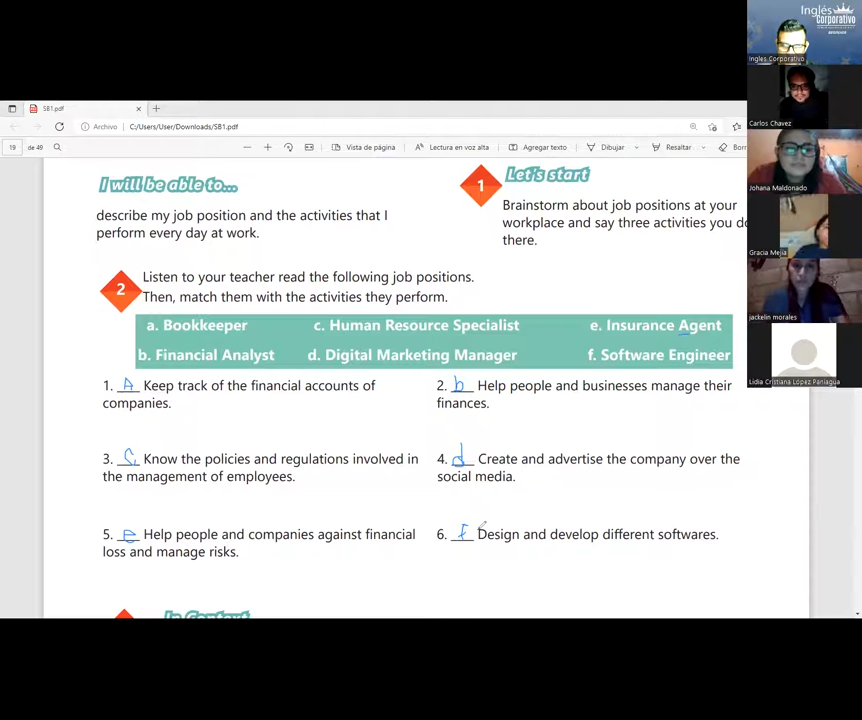 Inglés
Corporativo
Ingles Corporativo
Carlos Chavez
Johana Maldonado
Gracia Mejia
jackelin morales
Lidia Cristiana López Paniagua
SB1.pdf
Archivo C:/Users/User/Downloads/SB1.pdf
19 de 49 Vista de página Lectura en voz alta Agregar texto Dibujar Resaltar Borr
I will be able to...
describe my job position and the activities that I
perform every day at work.
1 Let's start
Brainstorm about job positions at your
workplace and say three activities you do
there.
2 Listen to your teacher read the following job positions.
Then, match them with the activities they perform.
a. Bookkeeper c. Human Resource Specialist e. Insurance Agent
b. Financial Analyst d. Digital Marketing Manager f. Software Engineer
1. A Keep track of the financial accounts of
companies.
2. b Help people and businesses manage their
finances.
3. C Know the policies and regulations involved in
the management of employees.
4. d Create and advertise the company over the
social media.
5. e Help people and companies against financial
loss and manage risks.
6. f Design and develop different softwares.
In Context